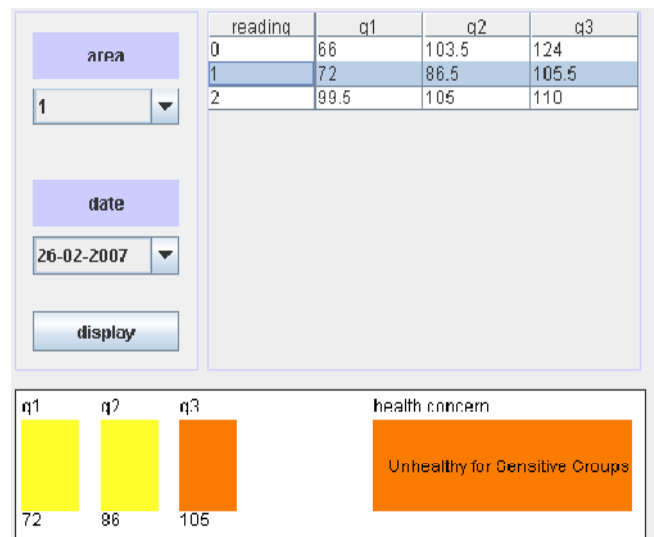 area
1
date
26-02-2007
display
reading q1 q2 q3
0 66 103.5 124
1 72 86.5 105.5
2 99.5 105 110
q1 q2 q3 health concern
Unhealthy for Sensitive Groups
72 86 105